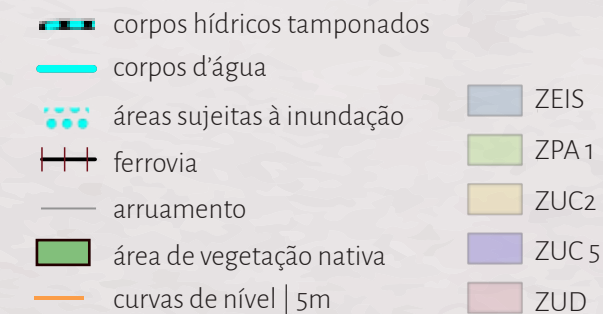 corpos hídricos tamponados
corpos d’água
áreas sujeitas à inundação
ferrovia
arruamento
área de vegetação nativa
curvas de nível | 5m
ZEIS
ZPA 1
ZUC2
ZUC 5
ZUD